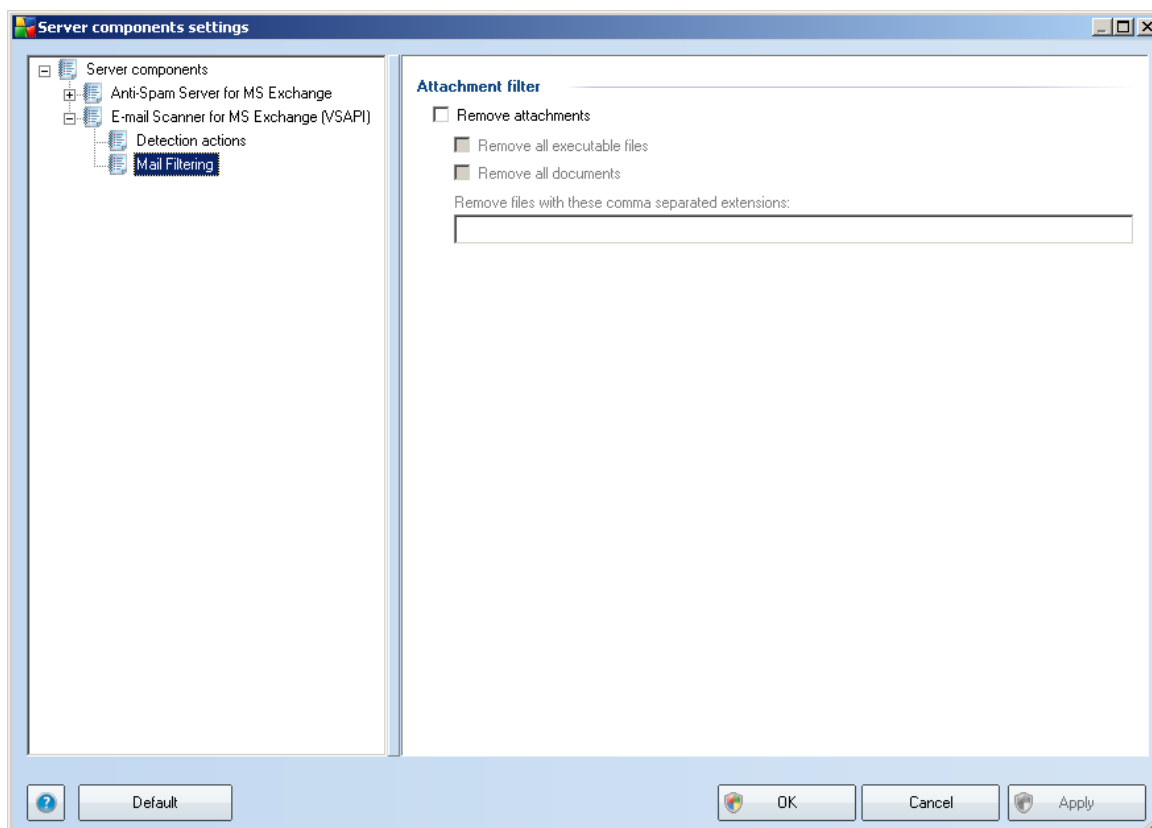 Server components settings
Server components
Anti-Spam Server for MS Exchange
E-mail Scanner for MS Exchange (VSAPI)
Detection actions
Mail Filtering
Attachment filter
Remove attachments
Remove all executable files
Remove all documents
Remove files with these comma separated extensions:
Default
OK
Cancel
Apply